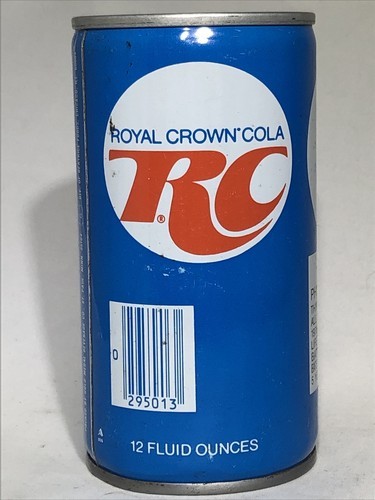 ROYAL CROWN COLA
RC®
0
295013
12 FLUID OUNCES